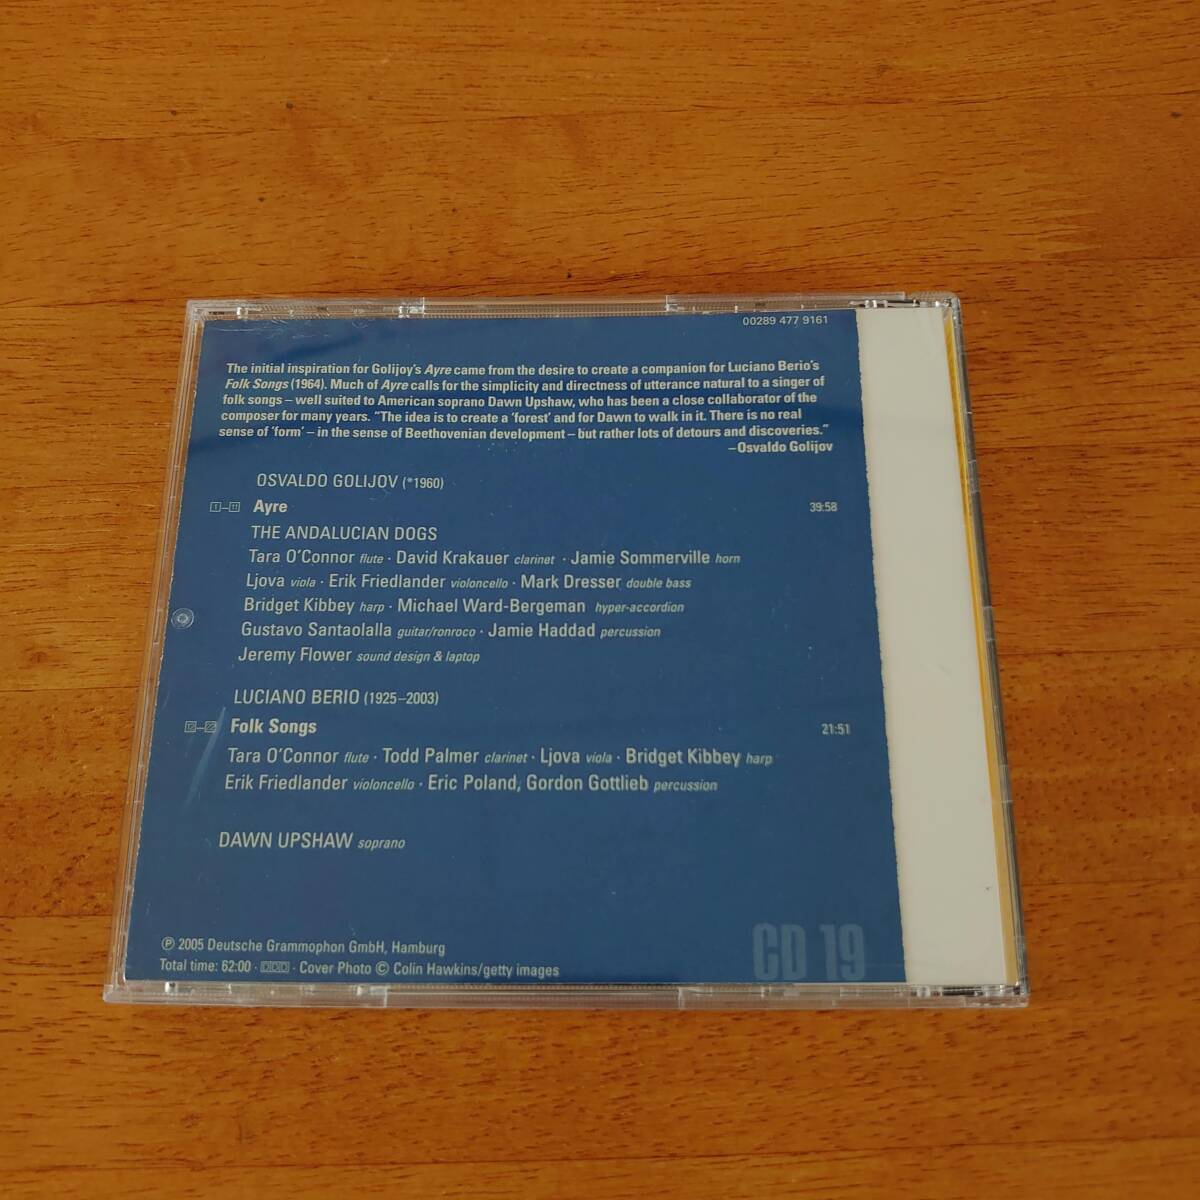 00289 477 9161
The initial inspiration for Golijoy's Ayre came from the desire to create a companion for Luciano Berio's
Folk Songs (1964). Much of Ayre calls for the simplicity and directness of utterance natural to a singer of
folk songs – well suited to American soprano Dawn Upshaw, who has been a close collaborator of the
composer for many years. "The idea is to create a 'forest' and for Dawn to walk in it. There is no real
sense of 'form' – in the sense of Beethovenian development – but rather lots of detours and discoveries."
–Osvaldo Golijov
OSVALDO GOLIJOV (*1960)
1–11 Ayre 39:58
THE ANDALUCIAN DOGS
Tara O'Connor flute · David Krakauer clarinet · Jamie Sommerville horn
Ljova viola · Erik Friedlander violoncello · Mark Dresser double bass
Bridget Kibbey harp · Michael Ward-Bergeman hyper-accordion
Gustavo Santaolalla guitar/ronroco · Jamie Haddad percussion
Jeremy Flower sound design & laptop
LUCIANO BERIO (1925–2003)
12–22 Folk Songs 21:51
Tara O'Connor flute · Todd Palmer clarinet · Ljova viola · Bridget Kibbey harp
Erik Friedlander violoncello · Eric Poland, Gordon Gottlieb percussion
DAWN UPSHAW soprano
℗ 2005 Deutsche Grammophon GmbH, Hamburg
Total time: 62:00 · DDD · Cover Photo © Colin Hawkins/getty images
CD 19